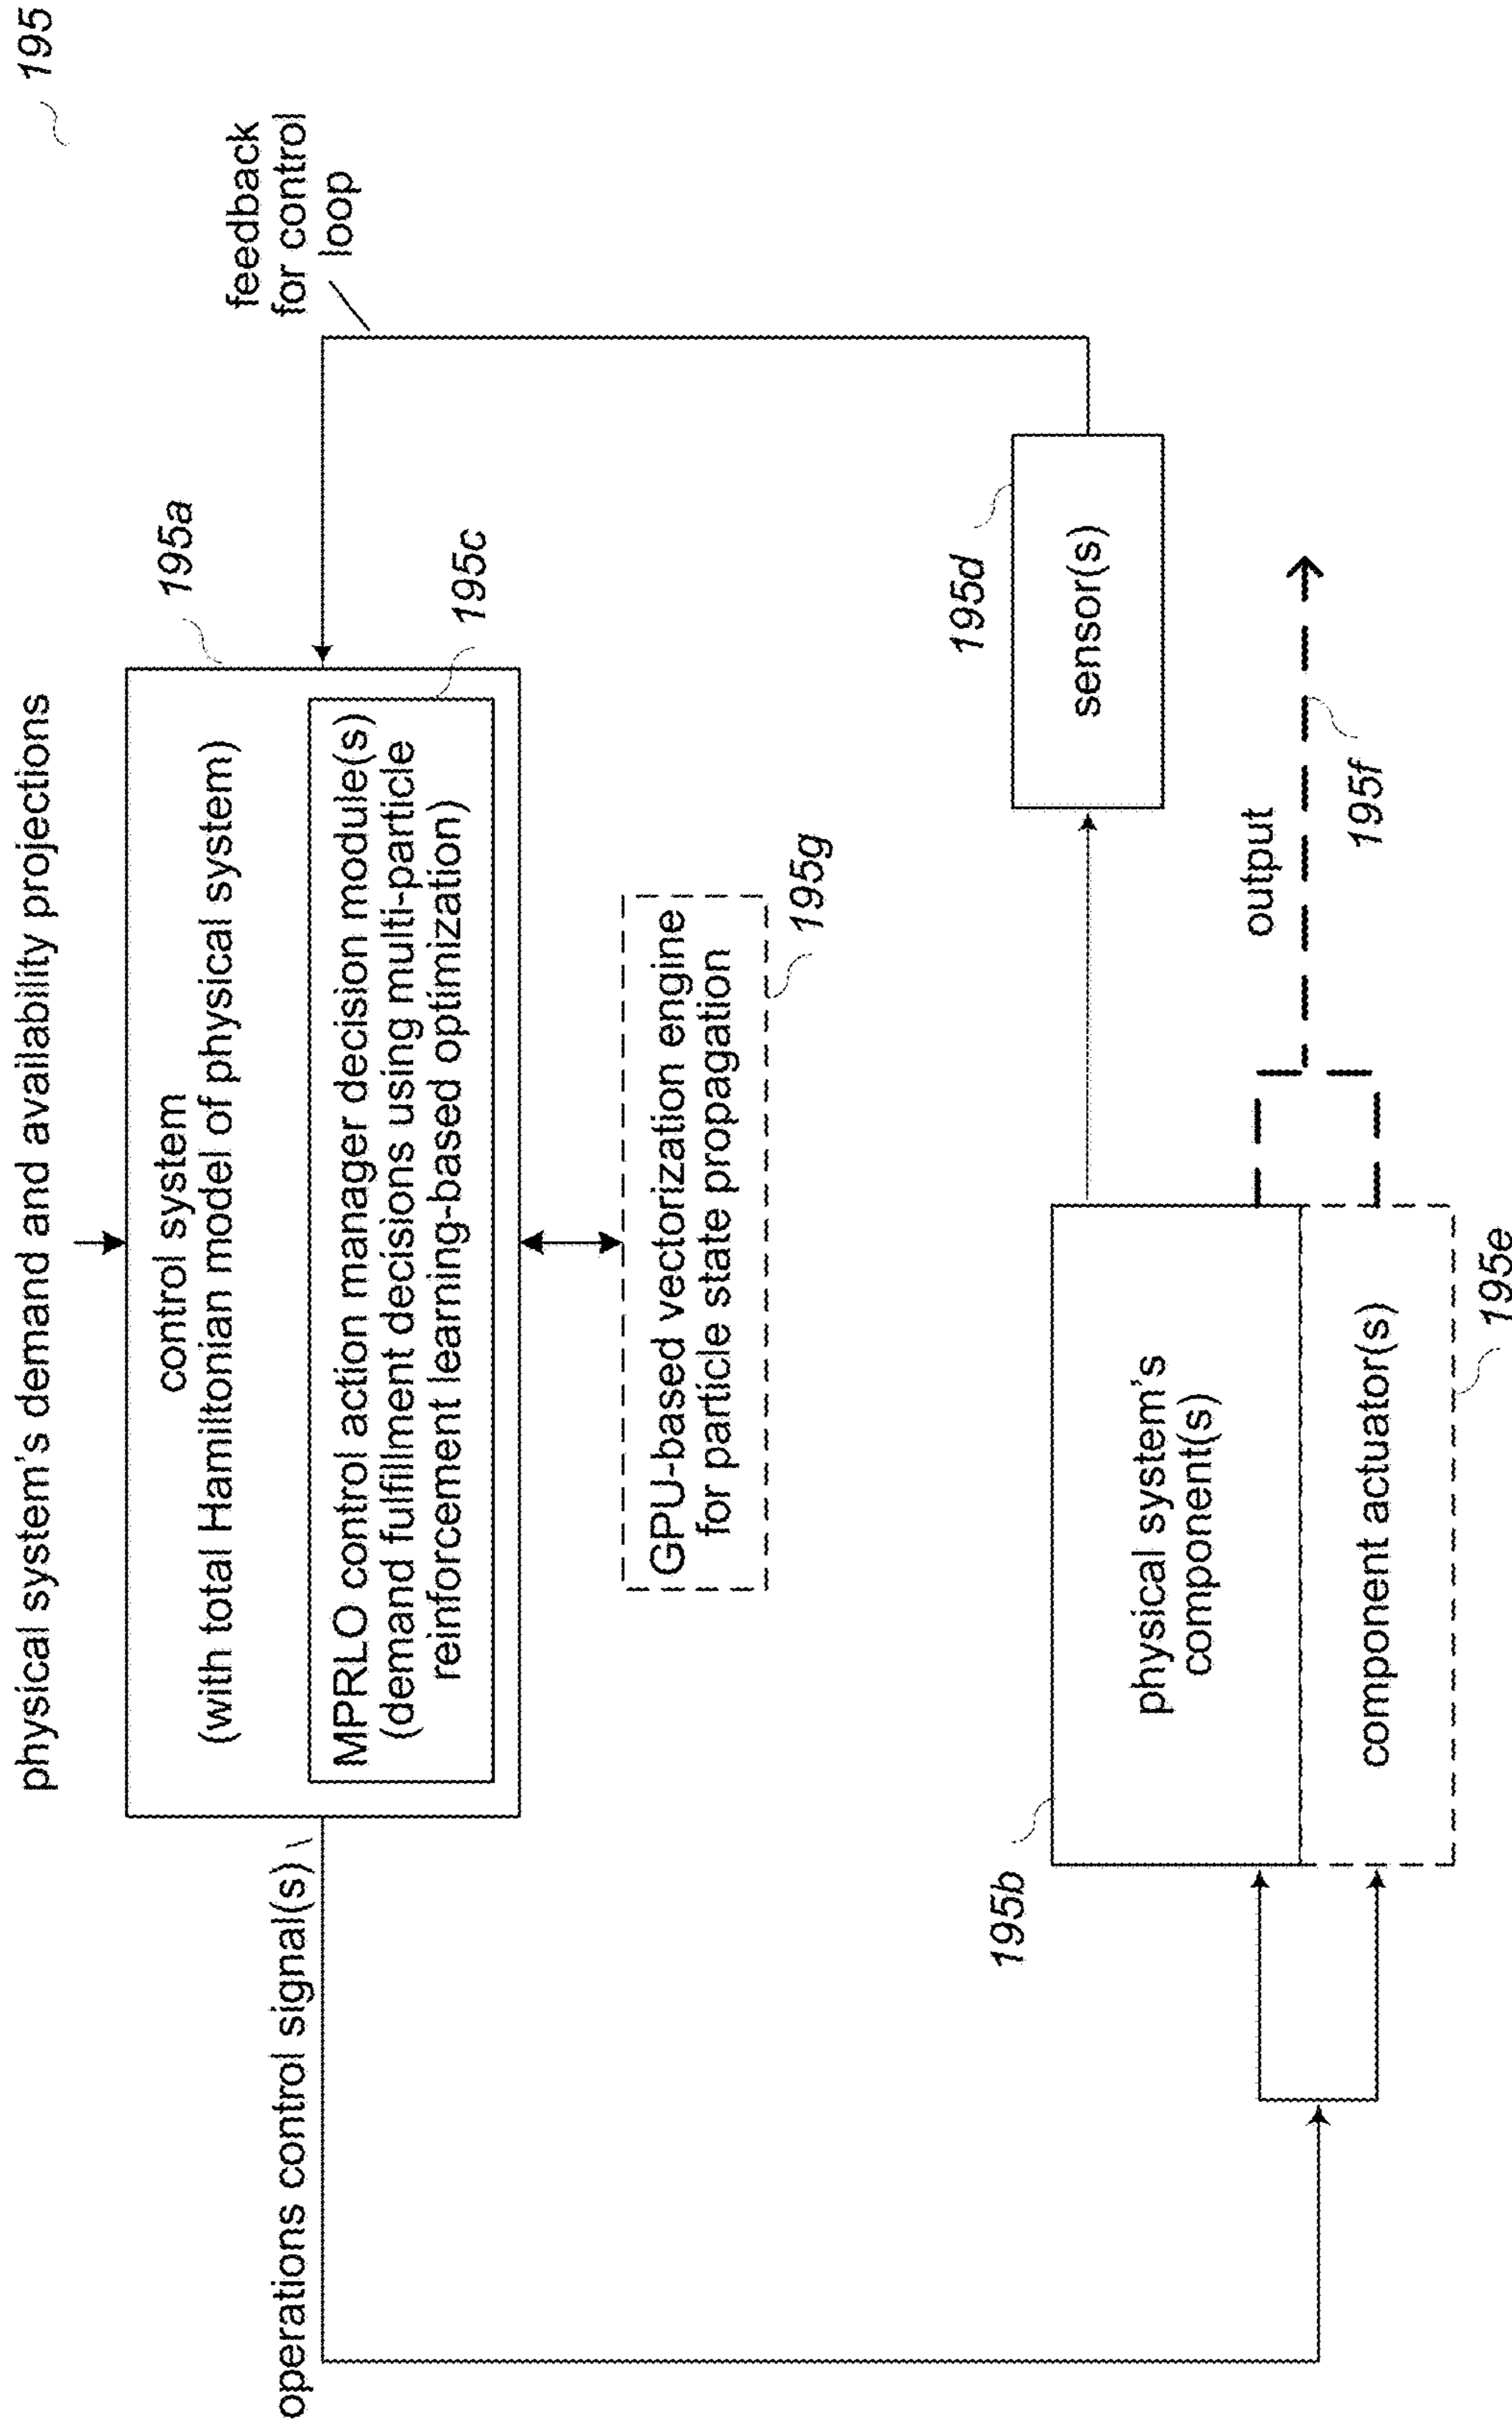 195
physical system's demand and availability projections
195a
control system
(with total Hamiltonian model of physical system)
MPRLO control action manager decision module(s)
(demand fulfillment decisions using multi-particle
reinforcement learning-based optimization)
195c
operations control signal(s)
feedback
for control
loop
GPU-based vectorization engine
for particle state propagation
195g
195b
physical system's
component(s)
component actuator(s)
195e
195d
sensor(s)
output
195f